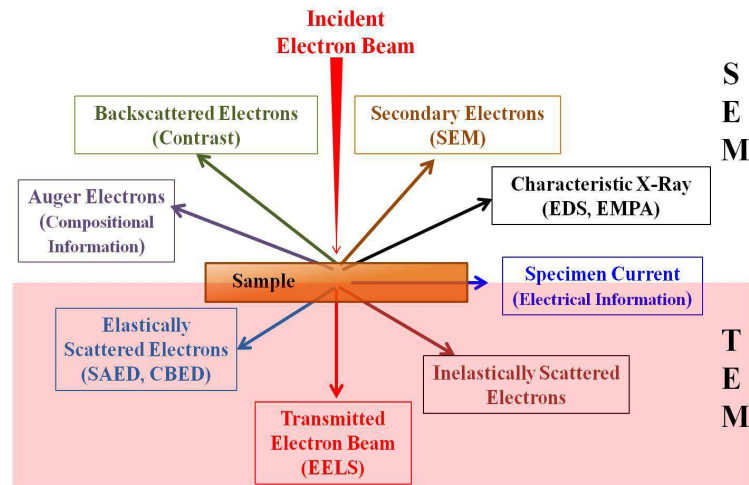 Incident
Electron Beam
S
E
M
Backscattered Electrons
(Contrast)
Secondary Electrons
(SEM)
Auger Electrons
(Compositional
Information)
Characteristic X-Ray
(EDS, EMPA)
Sample
Specimen Current
(Electrical Information)
Elastically
Scattered Electrons
(SAED, CBED)
Inelastically Scattered
Electrons
Transmitted
Electron Beam
(EELS)
T
E
M